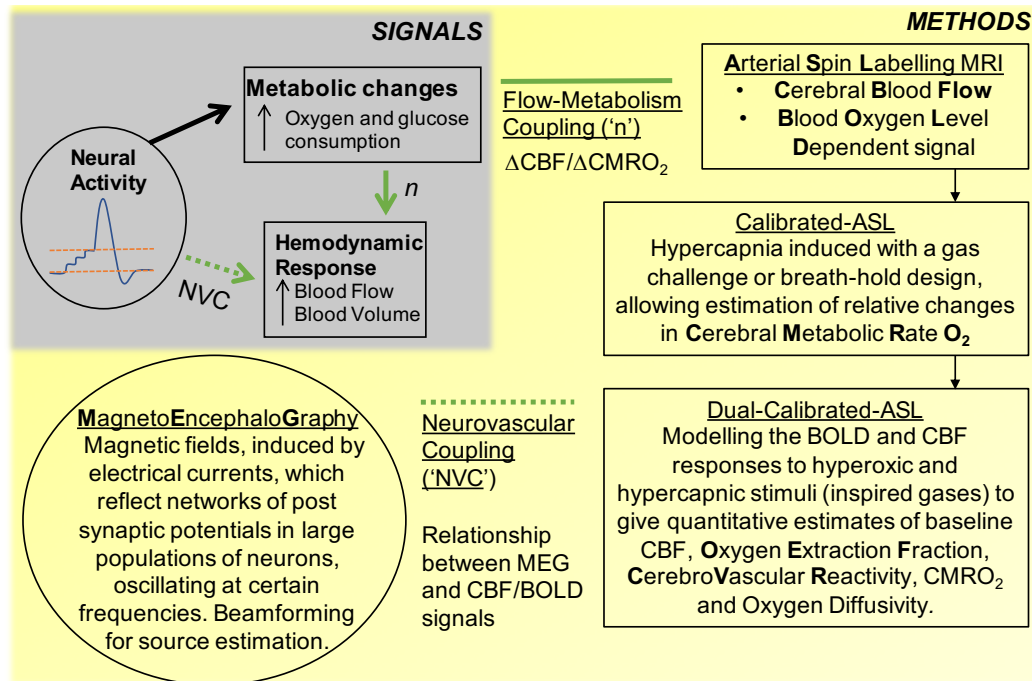 SIGNALS
METHODS
Neural
Activity
Metabolic changes
Oxygen and glucose
consumption
n
NVC
Hemodynamic
Response
Blood Flow
Blood Volume
Flow-Metabolism
Coupling ('n')
ΔCBF/ΔCMRO₂
Arterial Spin Labelling MRI
• Cerebral Blood Flow
• Blood Oxygen Level
Dependent signal
Calibrated-ASL
Hypercapnia induced with a gas
challenge or breath-hold design,
allowing estimation of relative changes
in Cerebral Metabolic Rate O₂
MagnetoEncephaloGraphy
Magnetic fields, induced by
electrical currents, which
reflect networks of post
synaptic potentials in large
populations of neurons,
oscillating at certain
frequencies. Beamforming
for source estimation.
Neurovascular
Coupling
('NVC')
Relationship
between MEG
and CBF/BOLD
signals
Dual-Calibrated-ASL
Modelling the BOLD and CBF
responses to hyperoxic and
hypercapnic stimuli (inspired gases) to
give quantitative estimates of baseline
CBF, Oxygen Extraction Fraction,
CerebroVascular Reactivity, CMRO₂
and Oxygen Diffusivity.